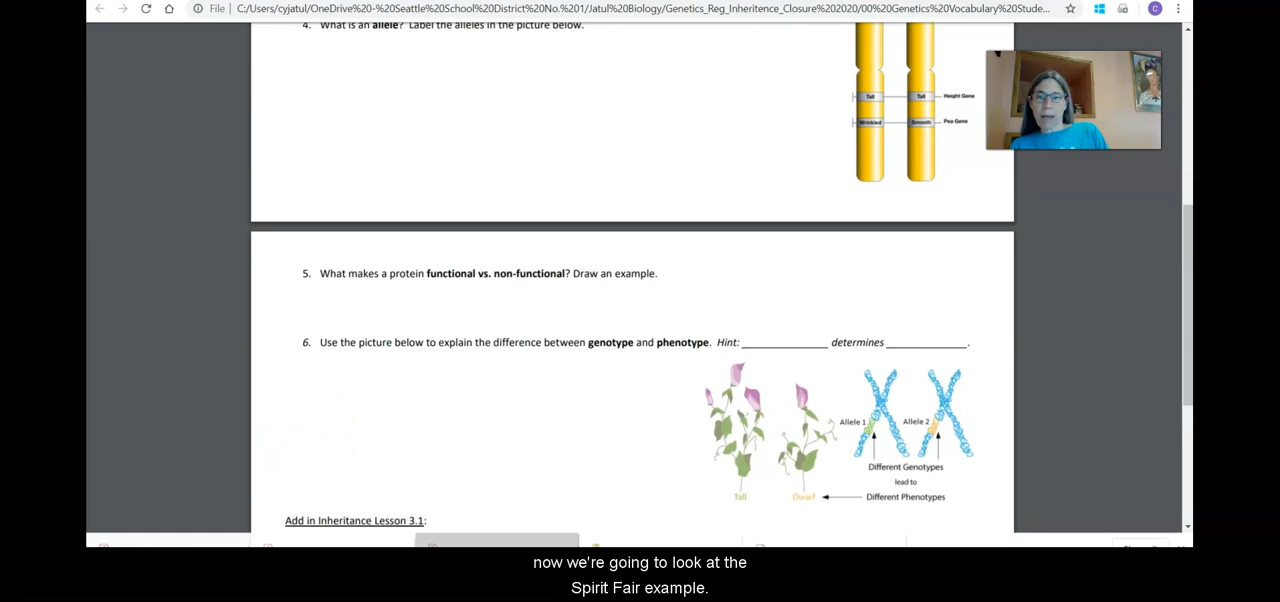 File | C:/Users/cyjatul/OneDrive%20-%20Seattle%20School%20District%20No.%201/Jatul%20Biology/Genetics_Reg_Inheritence_Closure%202020/00%20Genetics%20Vocabulary%20Stude... C
4. What is an allele? Label the alleles in the picture below.
Tall Tall Height Gene
Wrinkled Smooth Pea Gene
5. What makes a protein functional vs. non-functional? Draw an example.
6. Use the picture below to explain the difference between genotype and phenotype. Hint: ______________ determines ______________.
Allele 1 Allele 2
Different Genotypes
lead to
Tall Dwarf Different Phenotypes
Add in Inheritance Lesson 3.1:
now we're going to look at the
Spirit Fair example.